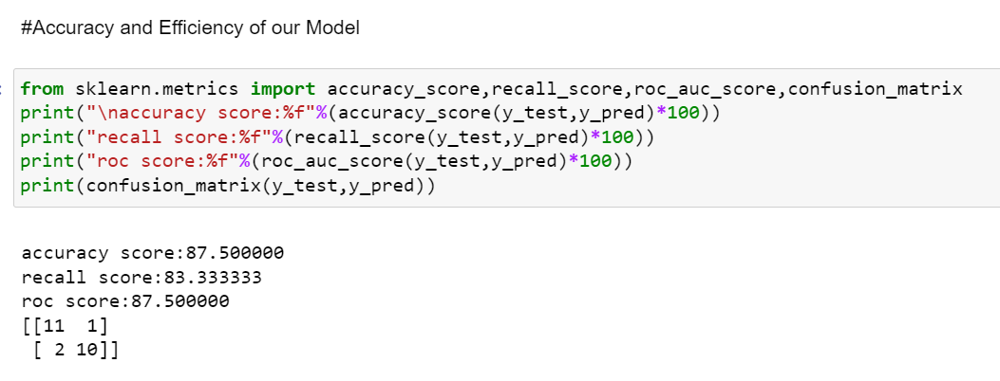 #Accuracy and Efficiency of our Model
from sklearn.metrics import accuracy_score,recall_score,roc_auc_score,confusion_matrix
print("\naccuracy score:%f"%(accuracy_score(y_test,y_pred)*100))
print("recall score:%f"%(recall_score(y_test,y_pred)*100))
print("roc score:%f"%(roc_auc_score(y_test,y_pred)*100))
print(confusion_matrix(y_test,y_pred))
accuracy score:87.500000
recall score:83.333333
roc score:87.500000
[[11  1]
 [ 2 10]]